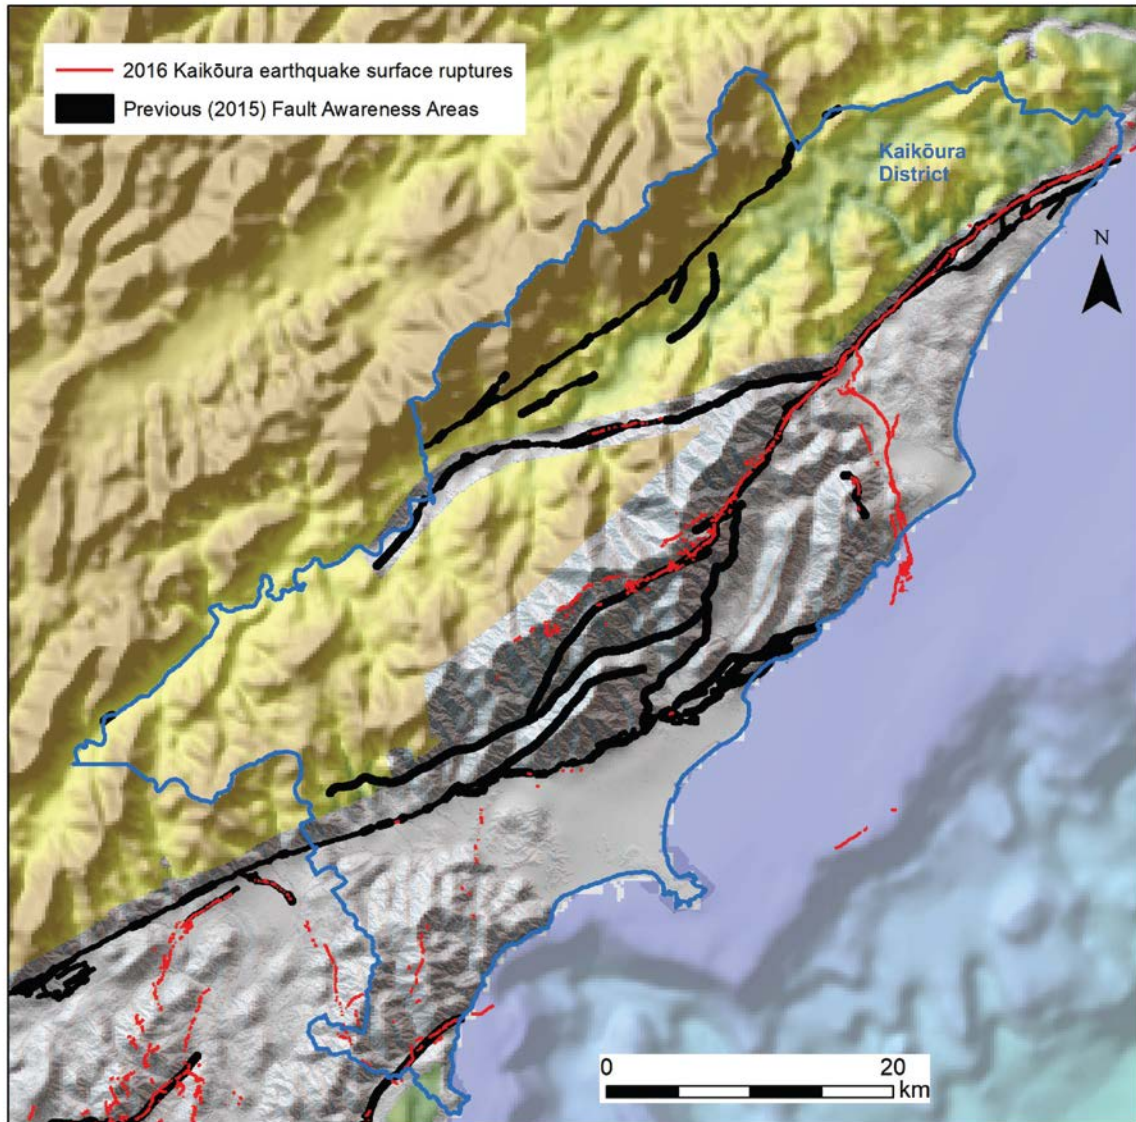 2016 Kaikōura earthquake surface ruptures
Previous (2015) Fault Awareness Areas
Kaikōura
District
N
0 20
km